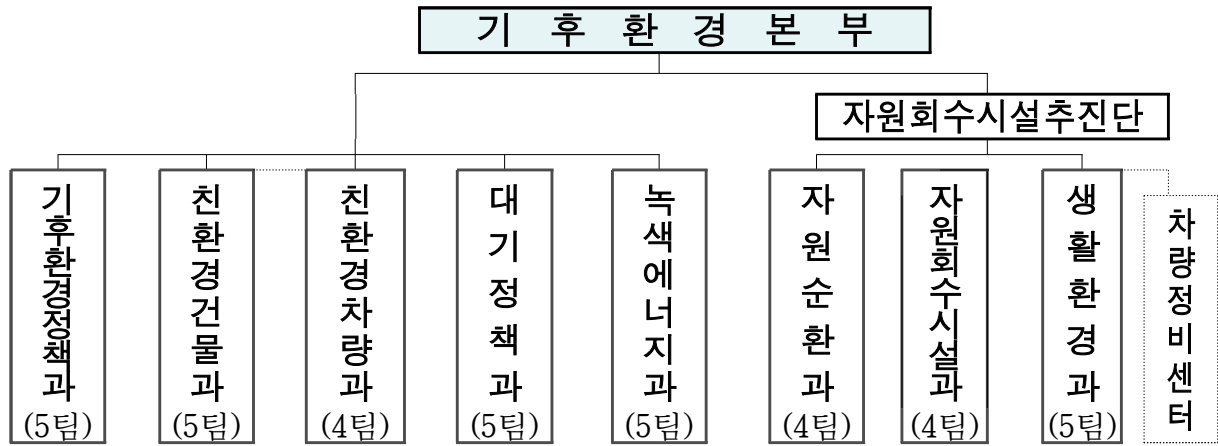 기후환경본부
자원회수시설추진단
기후환경정책과
(5팀)
친환경건물과
(5팀)
친환경차량과
(4팀)
대기정책과
(5팀)
녹색에너지과
(5팀)
자원순환과
(4팀)
자원회수시설과
(4팀)
생활환경과
(5팀)
차량정비센터